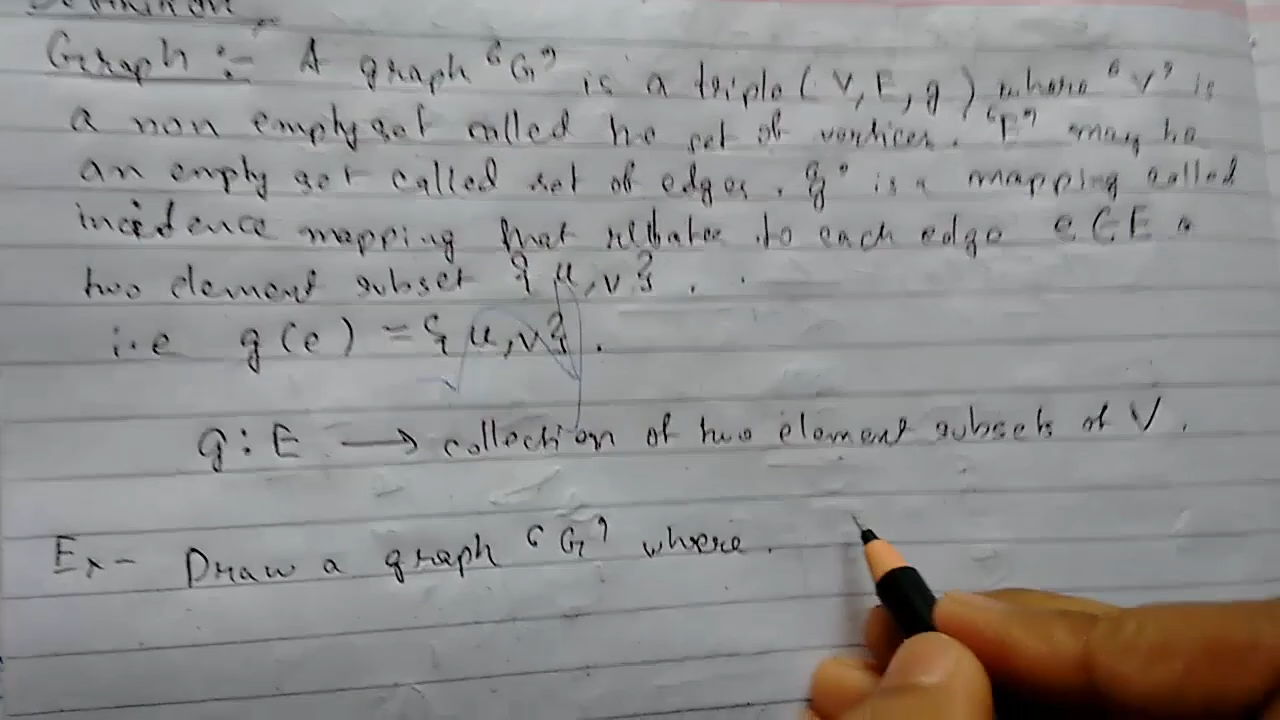 Definition
Graph :- A graph “G” is a triple (V, E, g) where “V” is
a non empty set called the set of vertices. “E” may be
an empty set called set of edges. “g” is a mapping called
incidence mapping that relates to each edge e ∈ E a
two element subset {u, v}.
i.e g(e) = {u, v}.
g : E ⟶ collection of two element subsets of V.
Ex- Draw a graph “G” where.